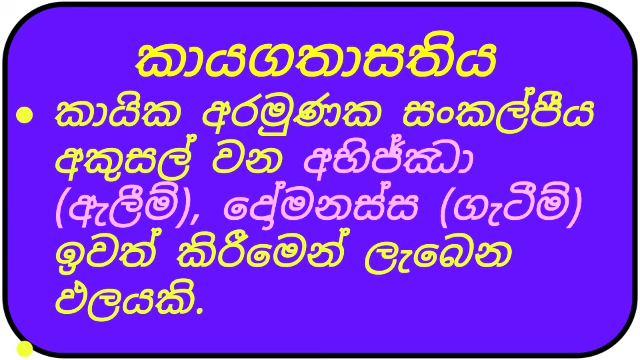 කායගතාසතිය
• කායික අරමුණක සංකල්පීය
අකුසල් වන අභිජ්ඣා
(ඇලීම්), දෝමනස්ස (ගැටීම්)
ඉවත් කිරීමෙන් ලැබෙන
ඵලයකි.